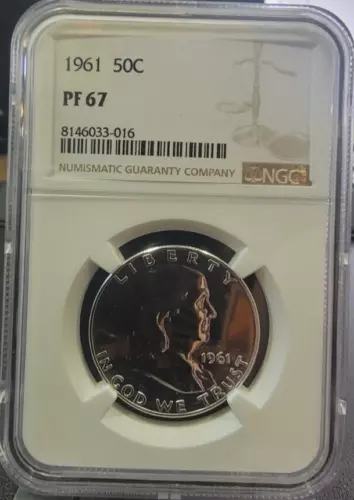 1961 50C
PF 67
8146033-016
NUMISMATIC GUARANTY COMPANY
NGC
LIBERTY
1961
IN GOD WE TRUST